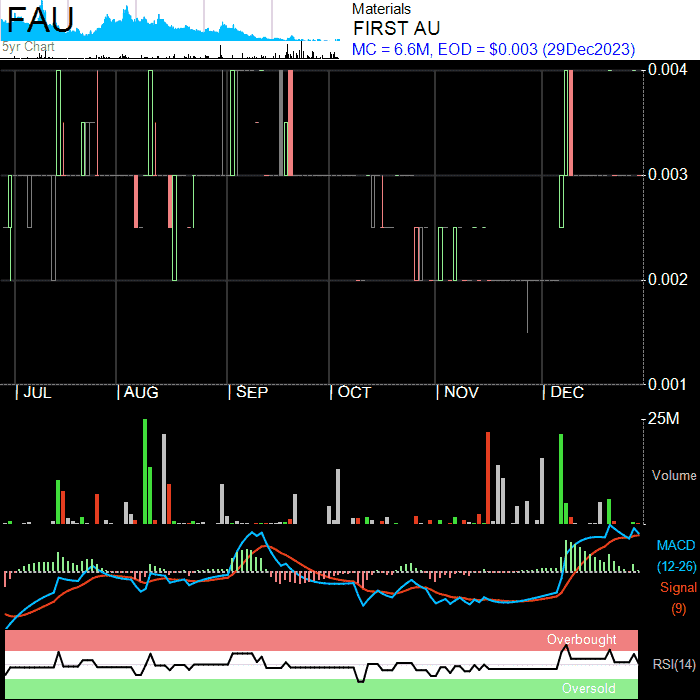 FAU
5yr Chart
Materials
FIRST AU
MC = 6.6M, EOD = $0.003 (29Dec2023)
0.004
0.003
0.002
0.001
| JUL | AUG | SEP | OCT | NOV | DEC
25M
Volume
MACD
(12-26)
Signal
(9)
Overbought
RSI(14)
Oversold